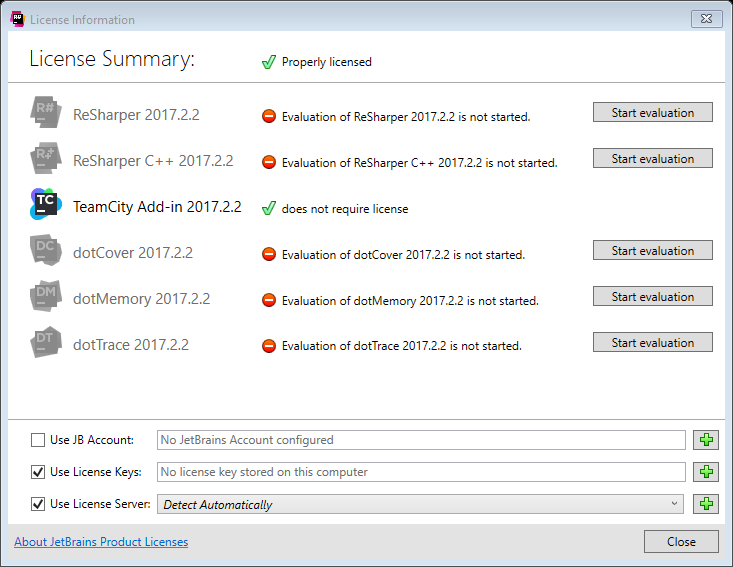 License Information
License Summary: Properly licensed
R# ReSharper 2017.2.2 Evaluation of ReSharper 2017.2.2 is not started. Start evaluation
R++ ReSharper C++ 2017.2.2 Evaluation of ReSharper C++ 2017.2.2 is not started. Start evaluation
TC TeamCity Add-in 2017.2.2 does not require license
DC dotCover 2017.2.2 Evaluation of dotCover 2017.2.2 is not started. Start evaluation
DM dotMemory 2017.2.2 Evaluation of dotMemory 2017.2.2 is not started. Start evaluation
DT dotTrace 2017.2.2 Evaluation of dotTrace 2017.2.2 is not started. Start evaluation
Use JB Account: No JetBrains Account configured
Use License Keys: No license key stored on this computer
Use License Server: Detect Automatically
About JetBrains Product Licenses Close